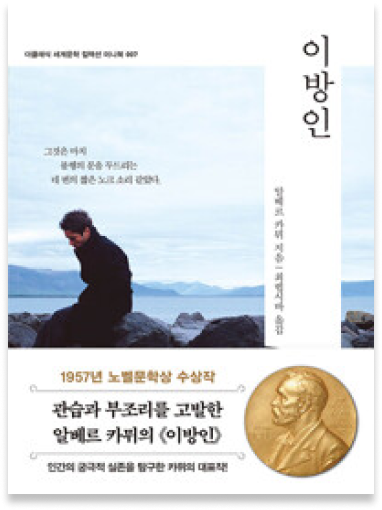 더클래식 세계문학 컬렉션 미니북 007
이방인
그것은 마치
불행의 문을 두드리는
네 번의 짧은 노크 소리 같았다.
알베르 카뮈 지음 | 최헵시바 옮김
1957년 노벨문학상 수상작
관습과 부조리를 고발한
알베르 카뮈의 《이방인》
인간의 궁극적 실존을 탐구한 카뮈의 대표작!